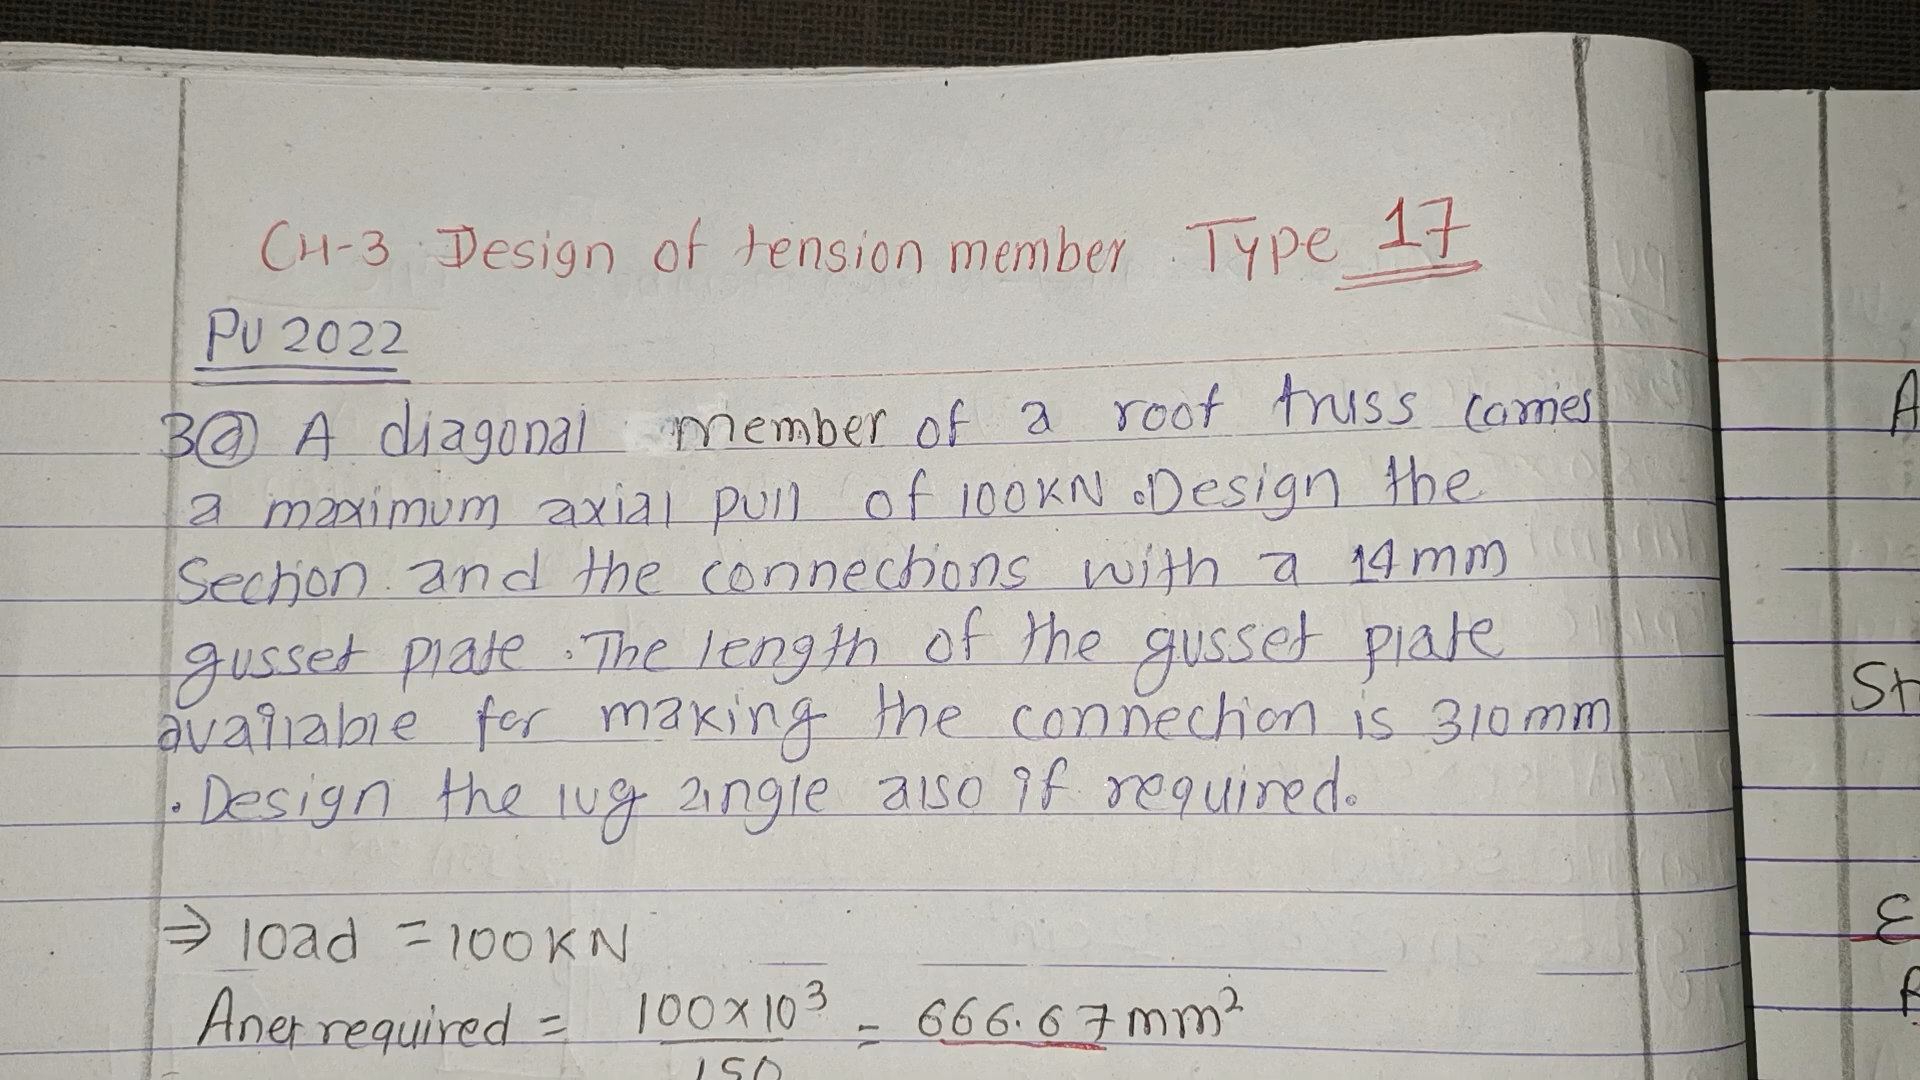 CH-3 Design of tension member Type 17
PU 2022
3(a) A diagonal member of a roof truss carries
a maximum axial pull of 100KN. Design the
Section and the connections with a 14mm
gusset plate. The length of the gusset plate
available for making the connection is 310mm
. Design the lug angle also if required.
A
St
⇒ load = 100KN
Anet required = 100×10³ / 150 = 666.67mm²